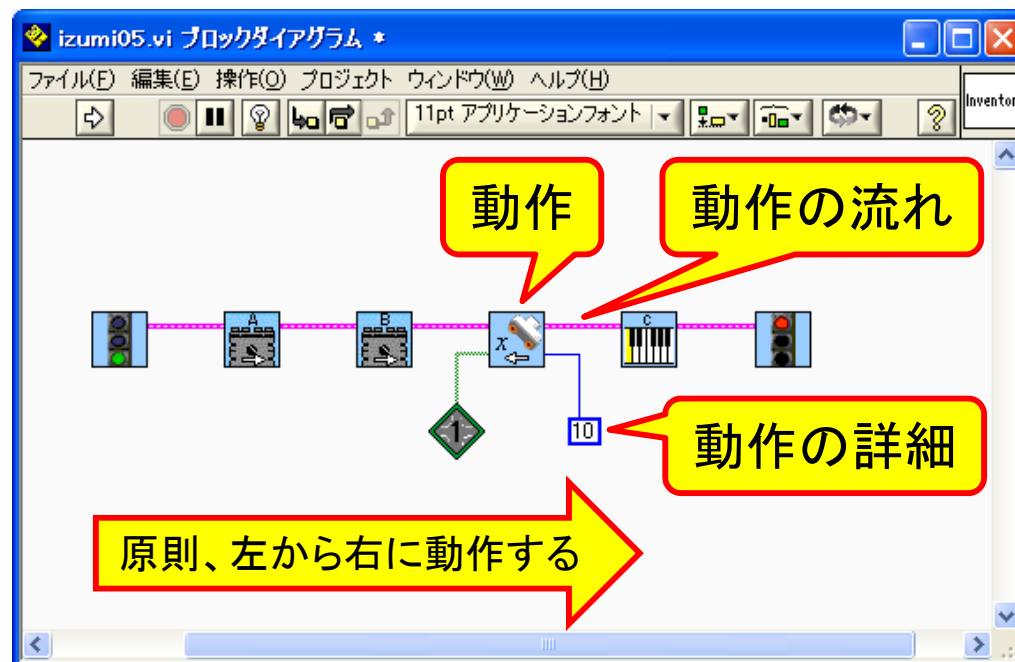 izumi05.vi ブロックダイアグラム *
ファイル(F) 編集(E) 操作(O) プロジェクト ウィンドウ(W) ヘルプ(H)
11pt アプリケーションフォント
?
Inventor
動作
動作の流れ
A
B
x
C
1
10
動作の詳細
原則、左から右に動作する